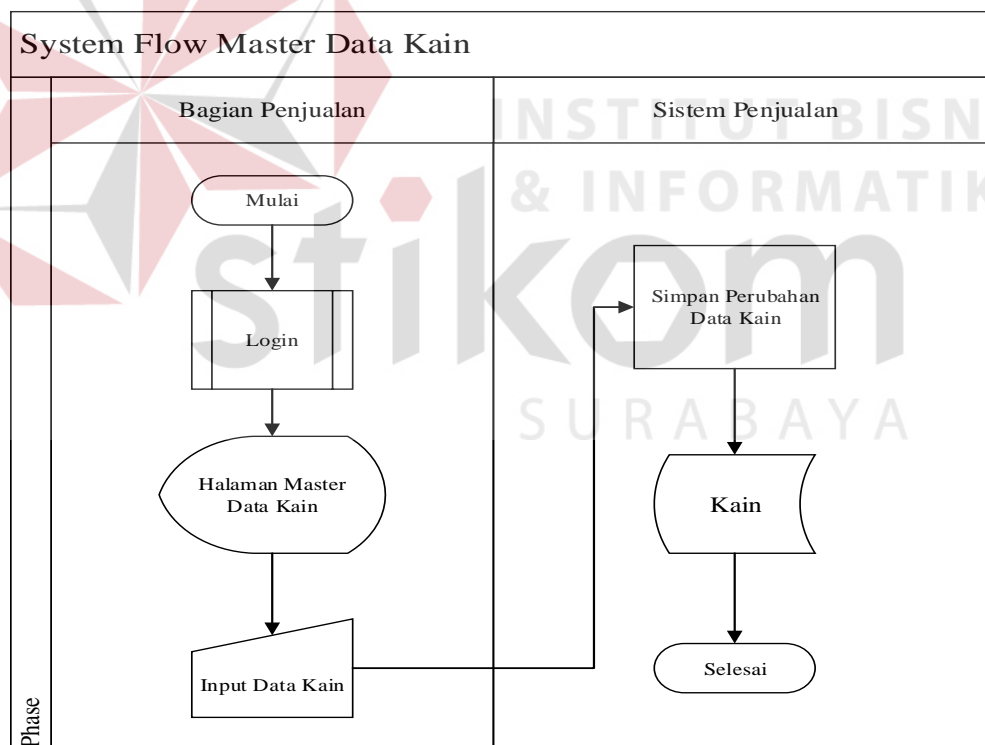 System Flow Master Data Kain
Bagian Penjualan
Sistem Penjualan
INSTITUT BISN
& INFORMATIK
stikom
SURABAYA
Mulai
Login
Halaman Master
Data Kain
Input Data Kain
Simpan Perubahan
Data Kain
Kain
Selesai
Phase